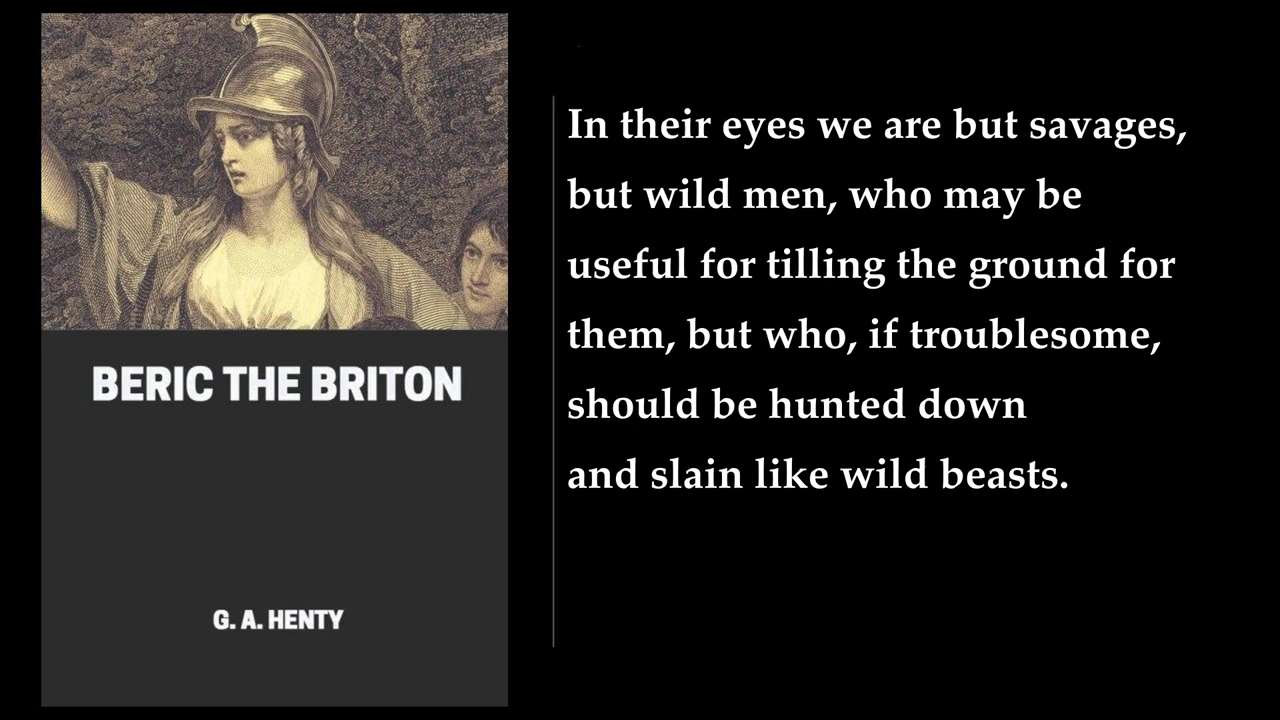 BERIC THE BRITON
G. A. HENTY
In their eyes we are but savages,
but wild men, who may be
useful for tilling the ground for
them, but who, if troublesome,
should be hunted down
and slain like wild beasts.